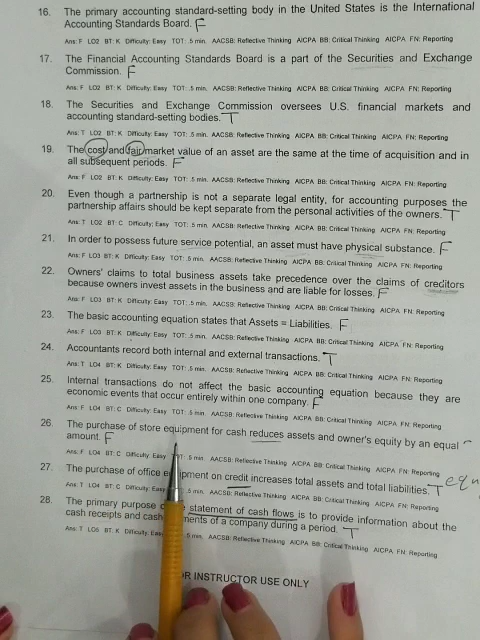 16. The primary accounting standard-setting body in the United States is the International
Accounting Standards Board. F
Ans: F LO2 BT: K Difficulty: Easy TOT: .5 min. AACSB: Reflective Thinking AICPA BB: Critical Thinking AICPA FN: Reporting
17. The Financial Accounting Standards Board is a part of the Securities and Exchange
Commission. F
Ans: F LO2 BT: K Difficulty: Easy TOT: .5 min. AACSB: Reflective Thinking AICPA BB: Critical Thinking AICPA FN: Reporting
18. The Securities and Exchange Commission oversees U.S. financial markets and
accounting standard-setting bodies. T
Ans: T LO2 BT: K Difficulty: Easy TOT: .5 min. AACSB: Reflective Thinking AICPA BB: Critical Thinking AICPA FN: Reporting
19. The cost and fair market value of an asset are the same at the time of acquisition and in
all subsequent periods. F
Ans: F LO2 BT: K Difficulty: Easy TOT: .5 min. AACSB: Reflective Thinking AICPA BB: Critical Thinking AICPA FN: Reporting
20. Even though a partnership is not a separate legal entity, for accounting purposes the
partnership affairs should be kept separate from the personal activities of the owners. T
Ans: T LO2 BT: C Difficulty: Easy TOT: .5 min. AACSB: Reflective Thinking AICPA BB: Critical Thinking AICPA FN: Reporting
21. In order to possess future service potential, an asset must have physical substance. F
Ans: F LO3 BT: K Difficulty: Easy TOT: .5 min. AACSB: Reflective Thinking AICPA BB: Critical Thinking AICPA FN: Reporting
22. Owners' claims to total business assets take precedence over the claims of creditors
because owners invest assets in the business and are liable for losses. F
Ans: F LO3 BT: K Difficulty: Easy TOT: .5 min. AACSB: Reflective Thinking AICPA BB: Critical Thinking AICPA FN: Reporting
23. The basic accounting equation states that Assets = Liabilities. F
Ans: F LO3 BT: K Difficulty: Easy TOT: .5 min. AACSB: Reflective Thinking AICPA BB: Critical Thinking AICPA FN: Reporting
24. Accountants record both internal and external transactions. T
Ans: T LO4 BT: K Difficulty: Easy TOT: .5 min. AACSB: Reflective Thinking AICPA BB: Critical Thinking AICPA FN: Reporting
25. Internal transactions do not affect the basic accounting equation because they are
economic events that occur entirely within one company. F
Ans: F LO4 BT: C Difficulty: Easy TOT: .5 min. AACSB: Reflective Thinking AICPA BB: Critical Thinking AICPA FN: Reporting
26. The purchase of store equipment for cash reduces assets and owner's equity by an equal
amount. F
Ans: F LO4 BT: C Difficulty: Easy T: .5 min. AACSB: Reflective Thinking AICPA BB: Critical Thinking AICPA FN: Reporting
27. The purchase of office e ipment on credit increases total assets and total liabilities. T equ
Ans: T LO4 BT: C Difficulty: Easy .5 min. AACSB: Reflective Thinking AICPA BB: Critical Thinking AICPA FN: Reporting
28. The primary purpose statement of cash flows is to provide information about the
cash receipts and cash ments of a company during a period. T
Ans: T LO5 BT: K Difficulty: Easy .5 min. AACSB: Reflective Thinking AICPA BB: Critical Thinking AICPA FN: Reporting
R INSTRUCTOR USE ONLY